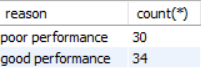 reason count(*)
poor performance 30
good performance 34